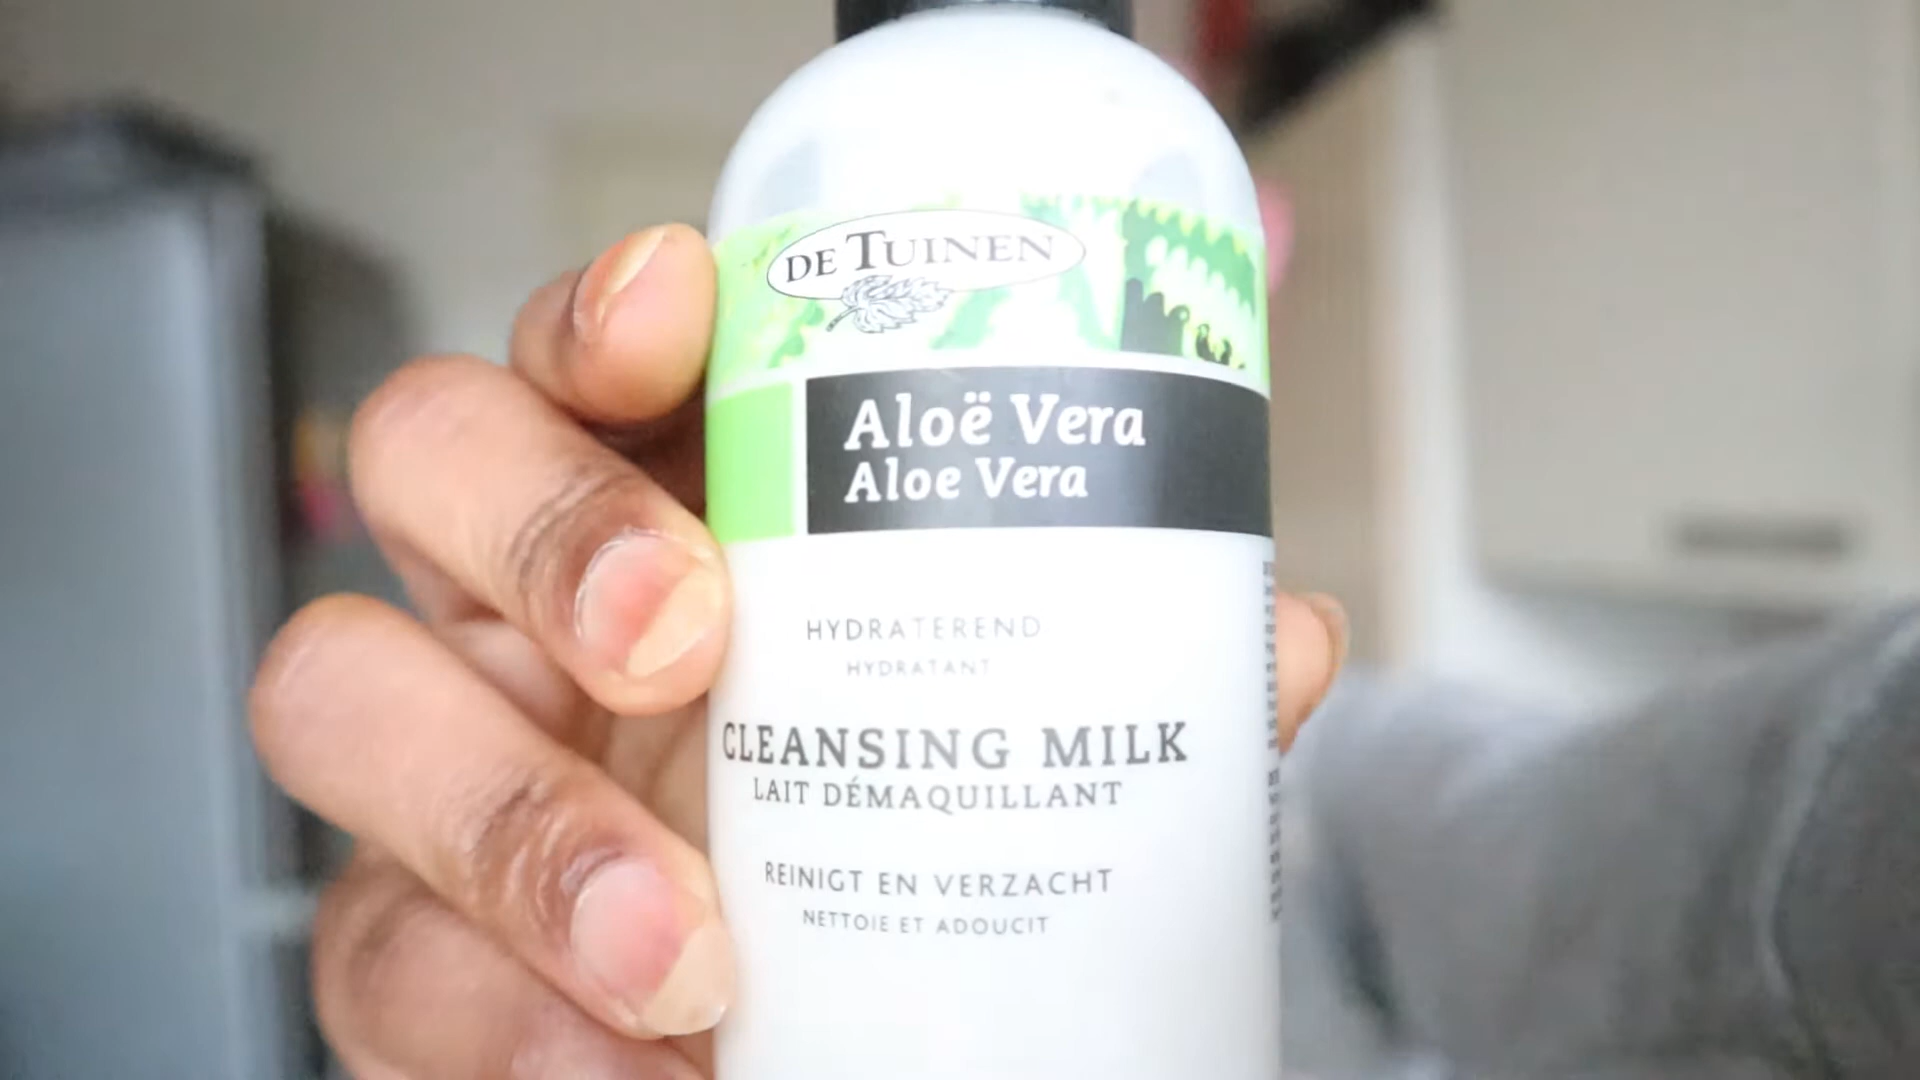 DE TUINEN
Aloë Vera
Aloe Vera
HYDRATEREND
HYDRATANT
CLEANSING MILK
LAIT DÉMAQUILLANT
REINIGT EN VERZACHT
NETTOIE ET ADOUCIT